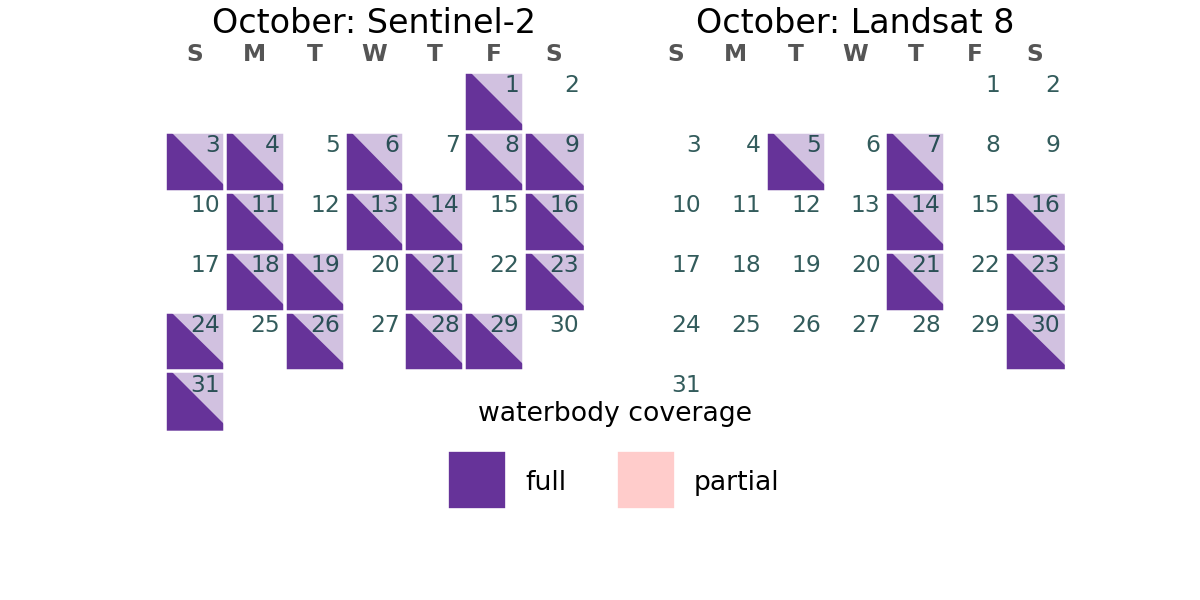 October: Sentinel-2
S M T W T F S
1 2
3 4 5 6 7 8 9
10 11 12 13 14 15 16
17 18 19 20 21 22 23
24 25 26 27 28 29 30
31
October: Landsat 8
S M T W T F S
1 2
3 4 5 6 7 8 9
10 11 12 13 14 15 16
17 18 19 20 21 22 23
24 25 26 27 28 29 30
31
waterbody coverage
full partial